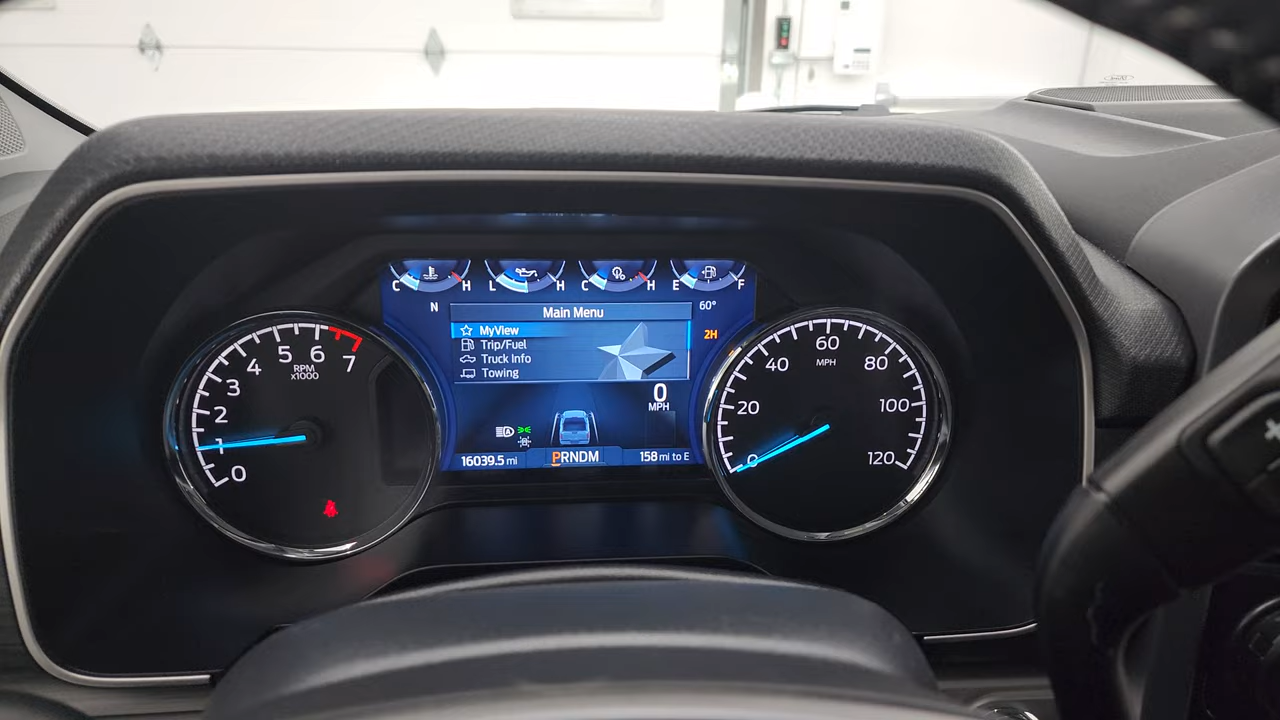 C H L H C H E F
N
60°
Main Menu
MyView
Trip/Fuel
Truck Info
Towing
2H
0
MPH
A
16039.5 mi
PRNDM
158 mi to E
0 1 2 3 4 5 6 7
RPM
x1000
0 20 40 60 80 100 120
MPH
+